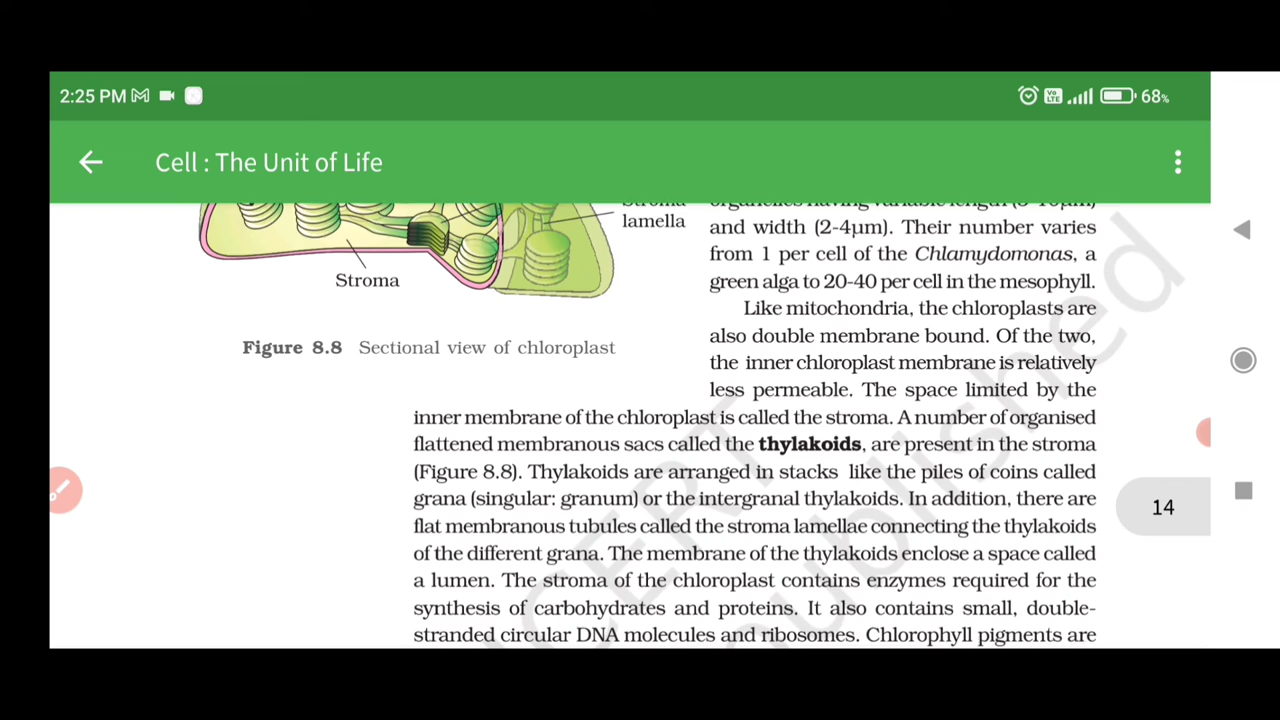 2:25 PM
68%
Cell : The Unit of Life
Stroma
lamella
Stroma
Figure 8.8 Sectional view of chloroplast
organelles having variable length
and width (2-4µm). Their number varies
from 1 per cell of the Chlamydomonas, a
green alga to 20-40 per cell in the mesophyll.
Like mitochondria, the chloroplasts are
also double membrane bound. Of the two,
the inner chloroplast membrane is relatively
less permeable. The space limited by the
inner membrane of the chloroplast is called the stroma. A number of organised
flattened membranous sacs called the thylakoids, are present in the stroma
(Figure 8.8). Thylakoids are arranged in stacks like the piles of coins called
grana (singular: granum) or the intergranal thylakoids. In addition, there are
flat membranous tubules called the stroma lamellae connecting the thylakoids
of the different grana. The membrane of the thylakoids enclose a space called
a lumen. The stroma of the chloroplast contains enzymes required for the
synthesis of carbohydrates and proteins. It also contains small, double-
stranded circular DNA molecules and ribosomes. Chlorophyll pigments are
14